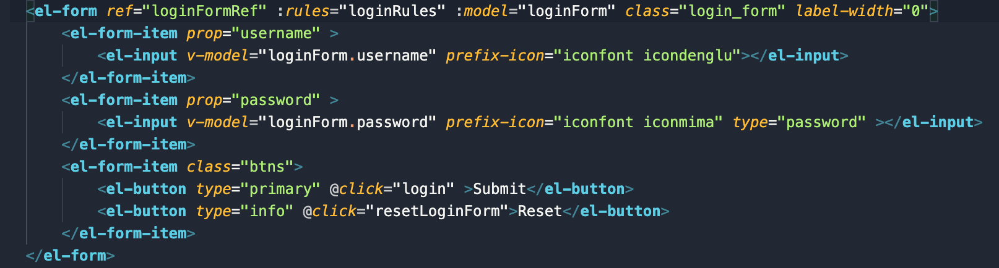 <el-form ref="loginFormRef" :rules="loginRules" :model="loginForm" class="login_form" label-width="0">
<el-form-item prop="username" >
<el-input v-model="loginForm.username" prefix-icon="iconfont icondenglu"></el-input>
</el-form-item>
<el-form-item prop="password" >
<el-input v-model="loginForm.password" prefix-icon="iconfont iconmima" type="password" ></el-input>
</el-form-item>
<el-form-item class="btns">
<el-button type="primary" @click="login" >Submit</el-button>
<el-button type="info" @click="resetLoginForm">Reset</el-button>
</el-form-item>
</el-form>